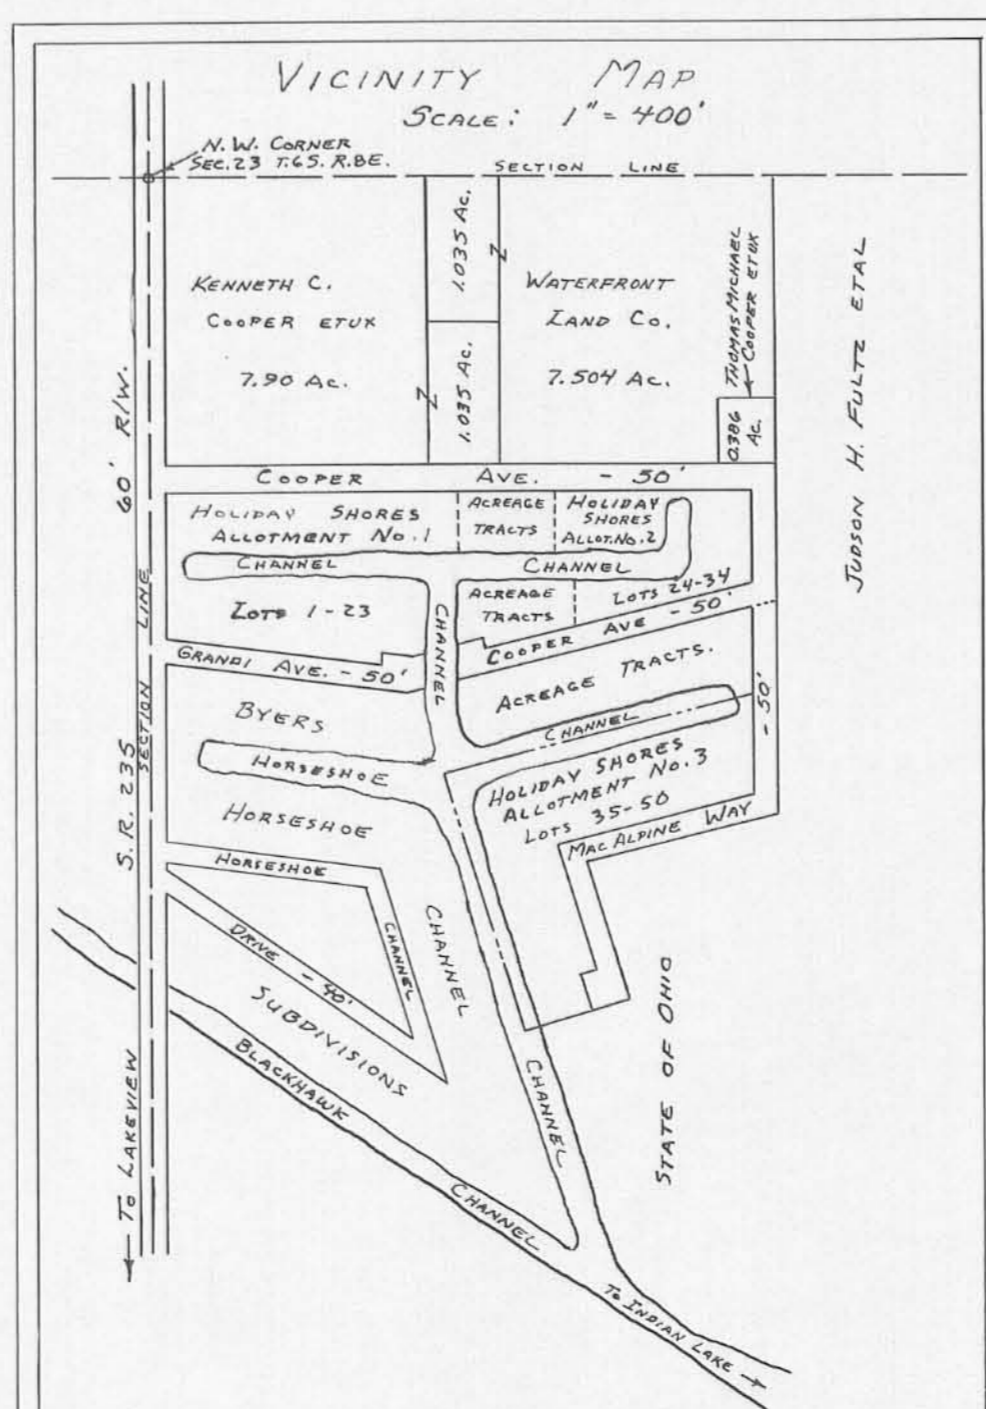 VICINITY MAP
SCALE: 1" = 400'
N.W. CORNER
SEC. 23 T.6S. R.8E.
SECTION LINE
KENNETH C.
COOPER ETUX
7.90 AC.
1.035 AC.
1.035 AC.
Z
Z
WATERFRONT
LAND CO.
7.504 AC.
THOMAS MICHAEL
COOPER ETUX
0.386
AC.
JUDSON H. FULTZ ETAL
60' R/W.
COOPER AVE. - 50'
HOLIDAY SHORES
ALLOTMENT No. 1
ACREAGE
TRACTS
HOLIDAY
SHORES
ALLOT. No. 2
CHANNEL
CHANNEL
LOTS 1-23
CHANNEL
ACREAGE
TRACTS
LOTS 24-34
COOPER AVE - 50'
GRANDI AVE. - 50'
ACREAGE TRACTS.
- 50'
BYERS
CHANNEL
HORSESHOE
HOLIDAY SHORES
ALLOTMENT No. 3
LOTS 35-50
SECTION LINE
S.R. 235
HORSESHOE
MAC ALPINE WAY
HORSESHOE
CHANNEL
CHANNEL
DRIVE - 40'
SUBDIVISIONS
BLACKHAWK
CHANNEL
CHANNEL
STATE OF OHIO
TO LAKEVIEW
TO INDIAN LAKE